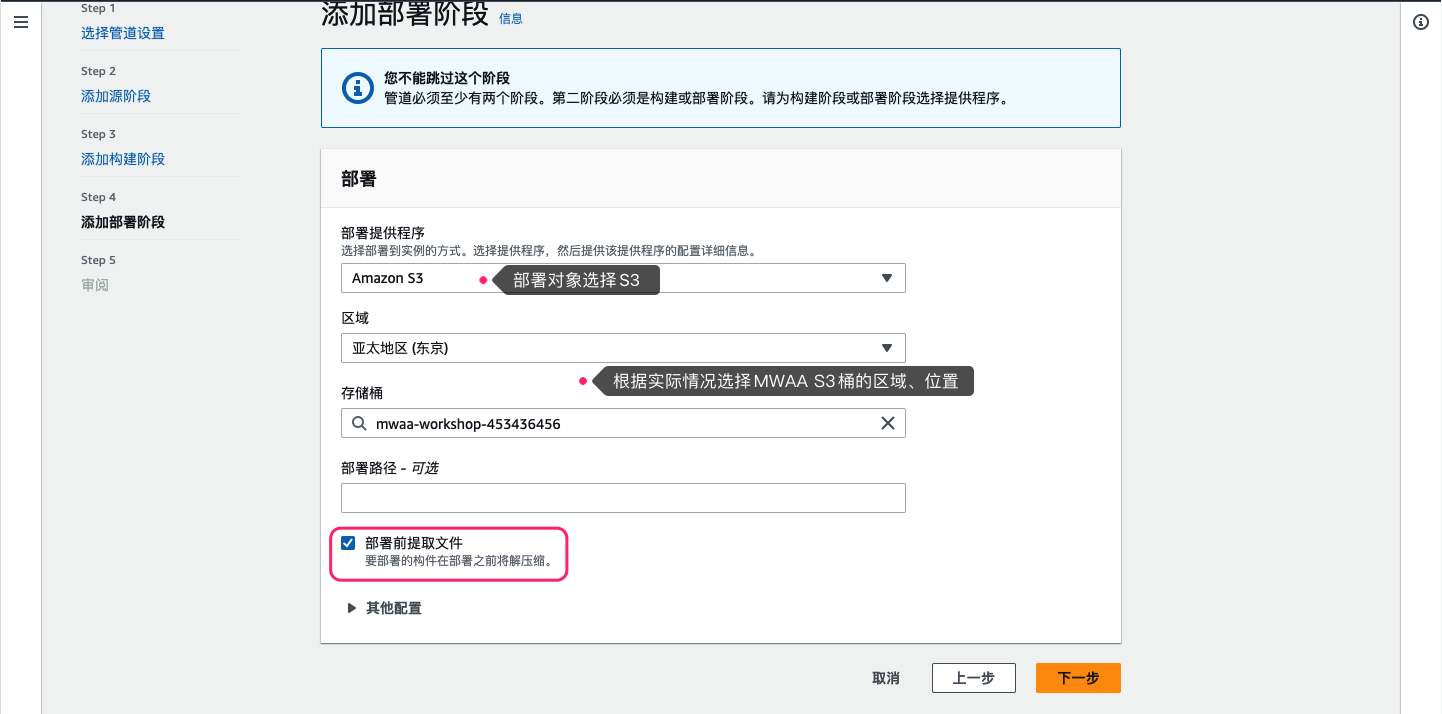 Step 1
选择管道设置
Step 2
添加源阶段
Step 3
添加构建阶段
Step 4
添加部署阶段
Step 5
审阅
添加部署阶段 信息
您不能跳过这个阶段
管道必须至少有两个阶段。第二阶段必须是构建或部署阶段。请为构建阶段或部署阶段选择提供程序。
部署
部署提供程序
选择部署到实例的方式。选择提供程序，然后提供该提供程序的配置详细信息。
Amazon S3
部署对象选择S3
区域
亚太地区 (东京)
根据实际情况选择MWAA S3桶的区域、位置
存储桶
mwaa-workshop-453436456
部署路径 - 可选
部署前提取文件
要部署的构件在部署之前将解压缩。
其他配置
取消 上一步 下一步